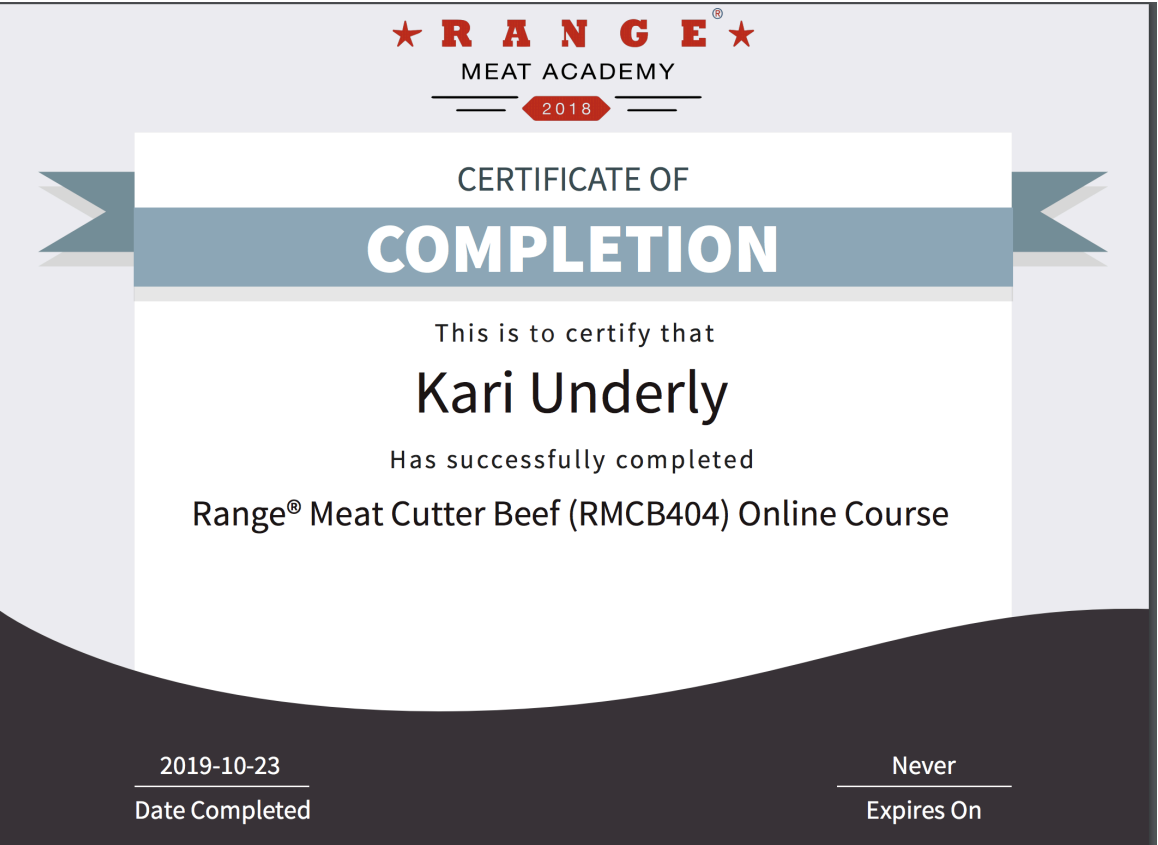 RANGE®
MEAT ACADEMY
2018
CERTIFICATE OF
COMPLETION
This is to certify that
Kari Underly
Has successfully completed
Range® Meat Cutter Beef (RMCB404) Online Course
2019-10-23
Date Completed
Never
Expires On